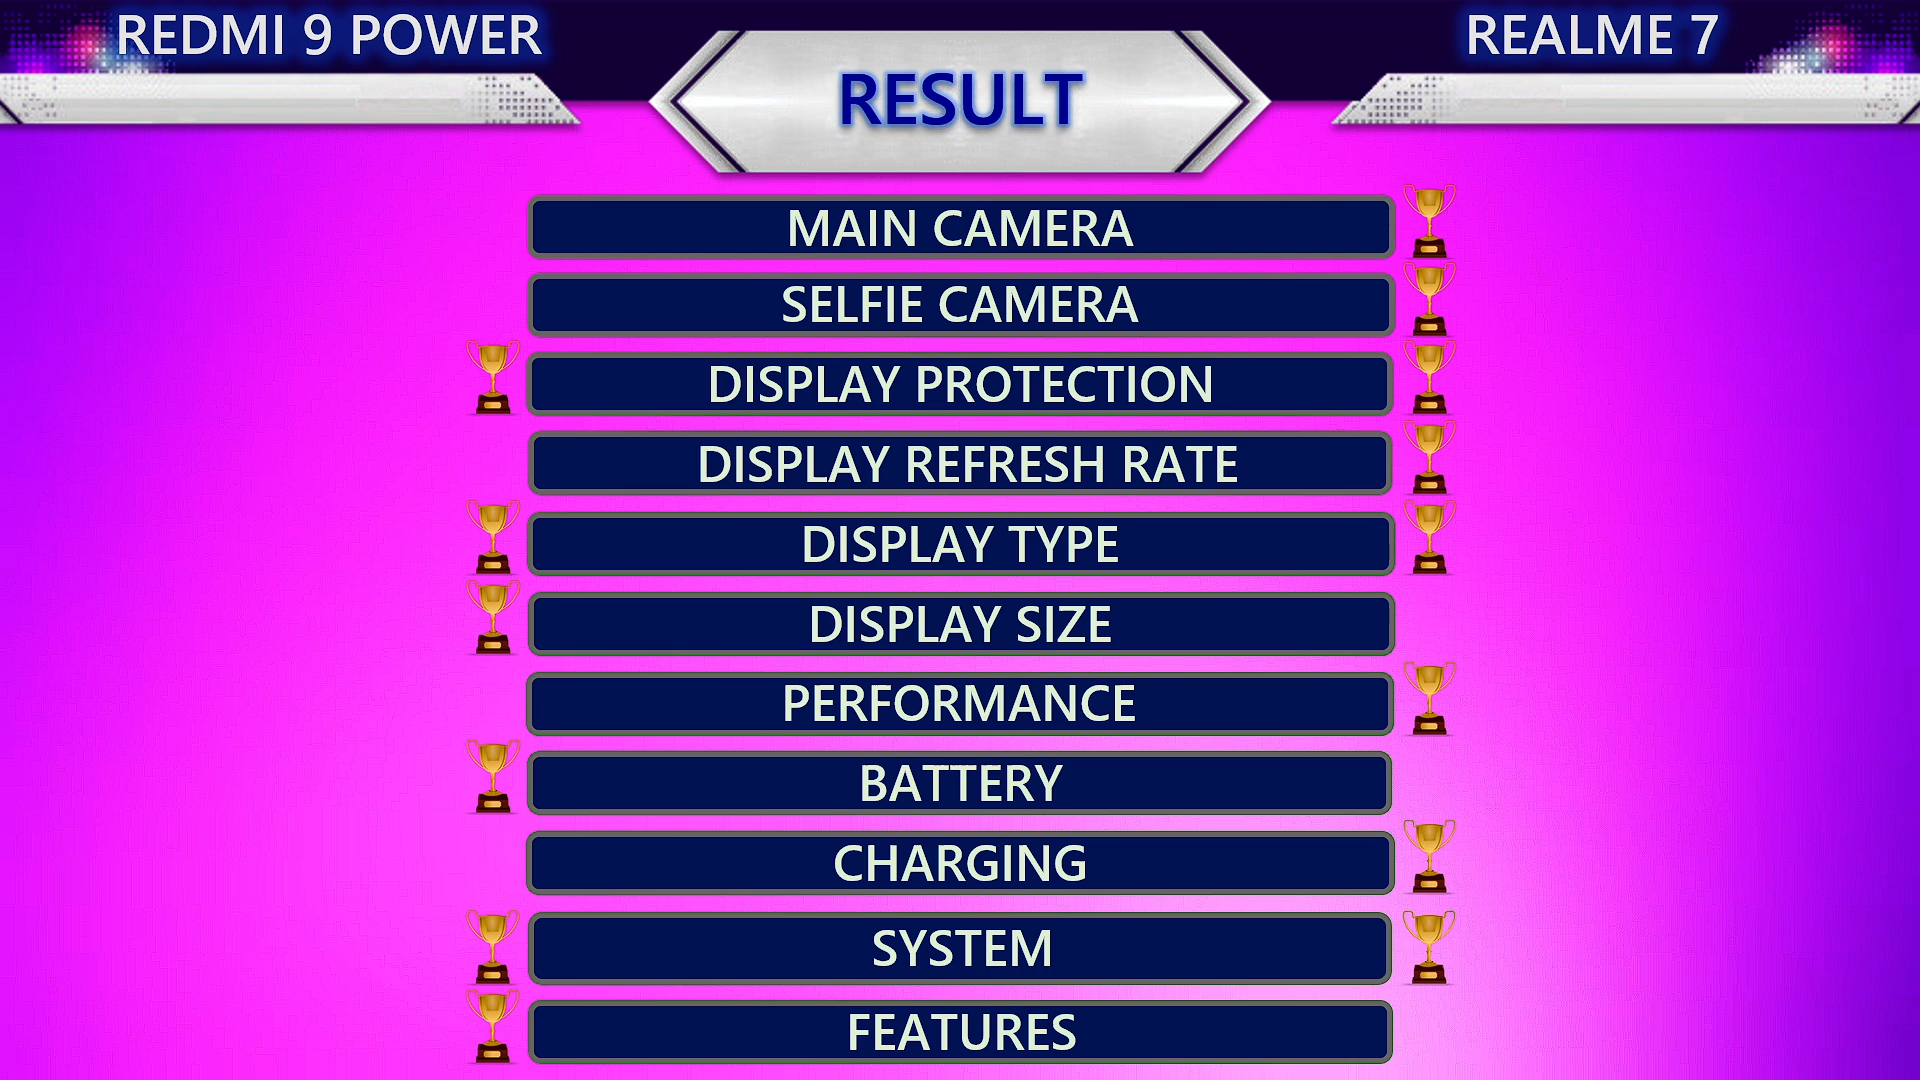 REDMI 9 POWER
RESULT
REALME 7
MAIN CAMERA
SELFIE CAMERA
DISPLAY PROTECTION
DISPLAY REFRESH RATE
DISPLAY TYPE
DISPLAY SIZE
PERFORMANCE
BATTERY
CHARGING
SYSTEM
FEATURES